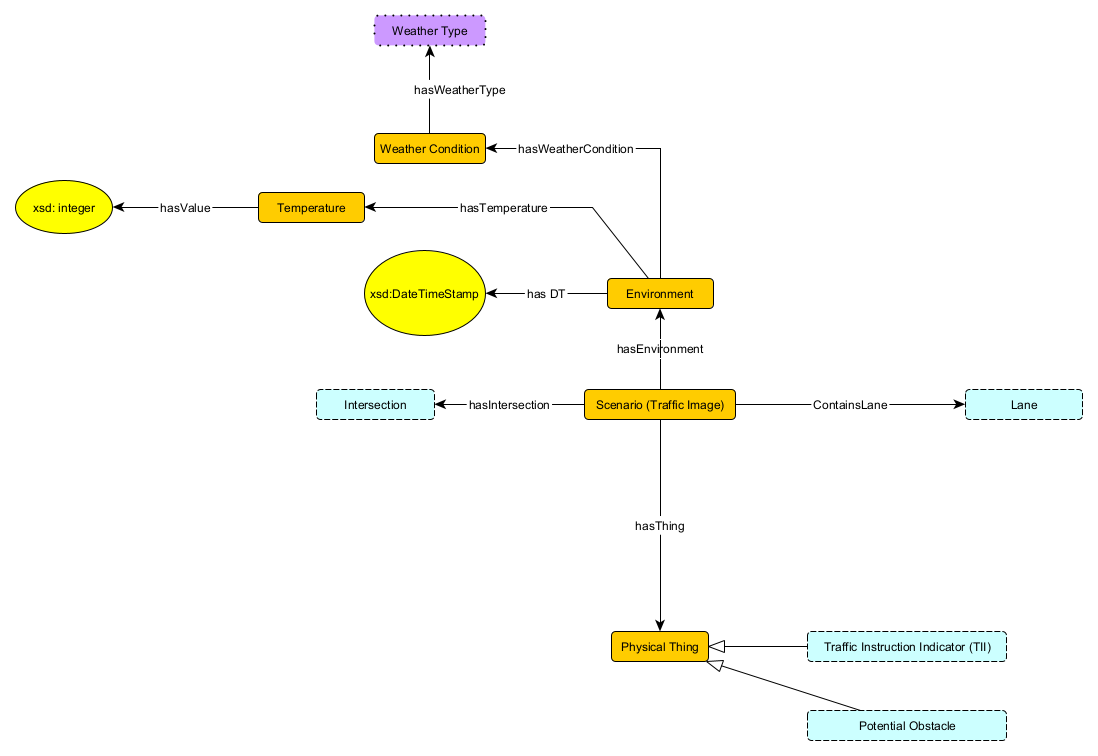 Weather Type
hasWeatherType
Weather Condition
hasWeatherCondition
xsd: integer
hasValue
Temperature
hasTemperature
xsd:DateTimeStamp
has DT
Environment
hasEnvironment
Intersection
hasIntersection
Scenario (Traffic Image)
ContainsLane
Lane
hasThing
Physical Thing
Traffic Instruction Indicator (TII)
Potential Obstacle